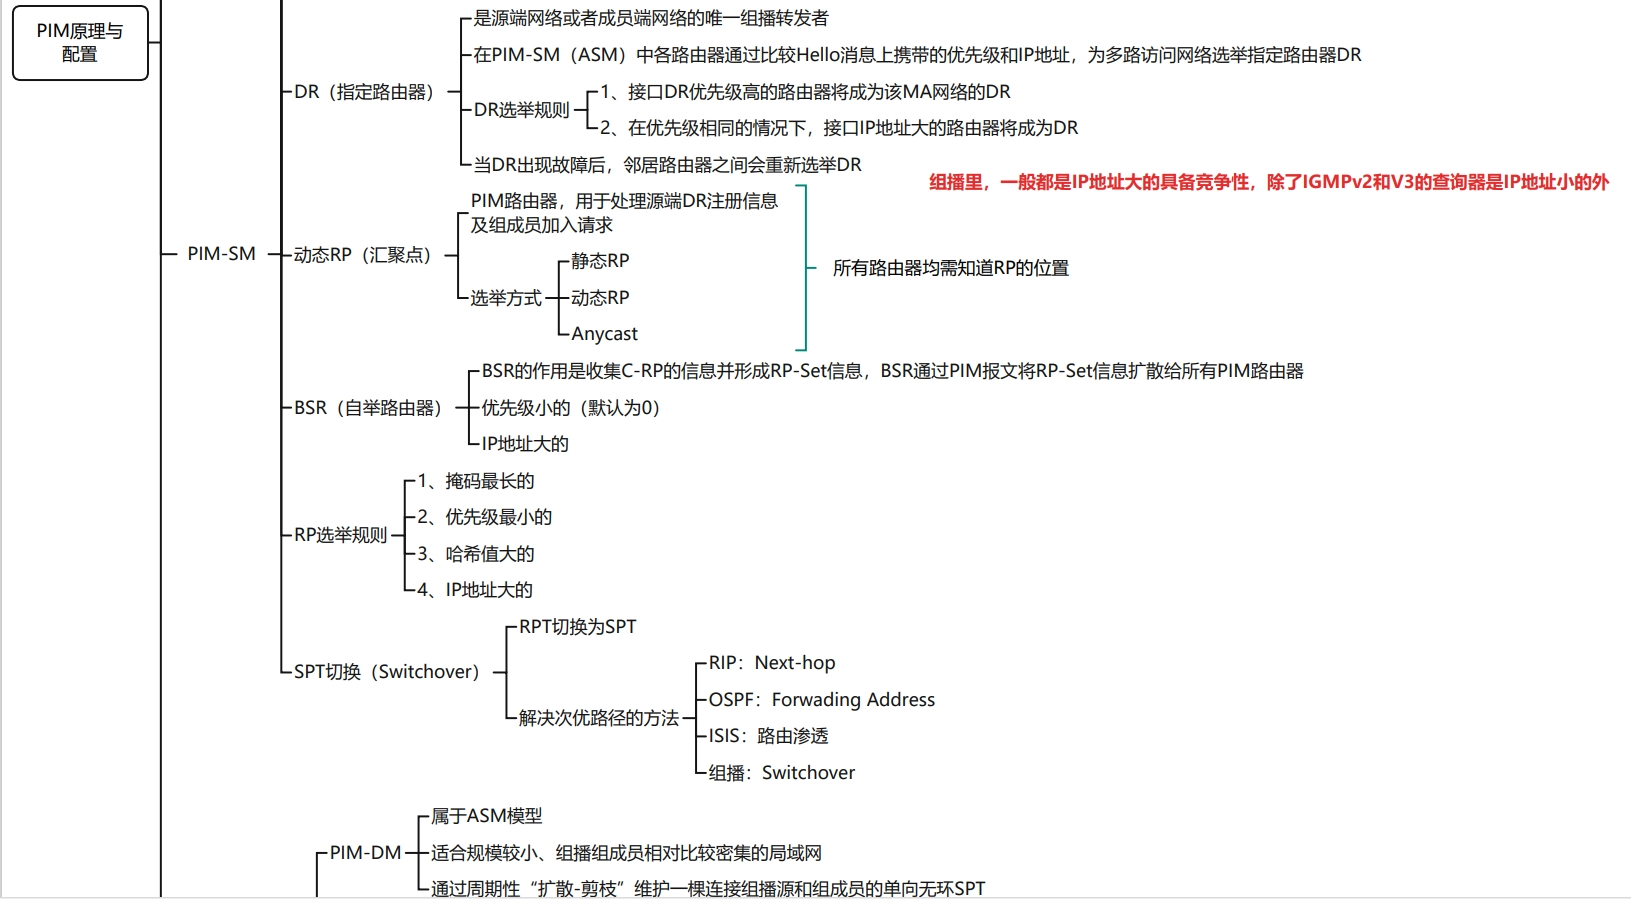 PIM原理与
配置
PIM-SM
DR（指定路由器）
是源端网络或者成员端网络的唯一组播转发者
在PIM-SM（ASM）中各路由器通过比较Hello消息上携带的优先级和IP地址，为多路访问网络选举指定路由器DR
DR选举规则
1、接口DR优先级高的路由器将成为该MA网络的DR
2、在优先级相同的情况下，接口IP地址大的路由器将成为DR
当DR出现故障后，邻居路由器之间会重新选举DR
组播里，一般都是IP地址大的具备竞争性，除了IGMPv2和V3的查询器是IP地址小的外
动态RP（汇聚点）
PIM路由器，用于处理源端DR注册信息
及组成员加入请求
选举方式
静态RP
动态RP
Anycast
所有路由器均需知道RP的位置
BSR（自举路由器）
BSR的作用是收集C-RP的信息并形成RP-Set信息，BSR通过PIM报文将RP-Set信息扩散给所有PIM路由器
优先级小的（默认为0）
IP地址大的
RP选举规则
1、掩码最长的
2、优先级最小的
3、哈希值大的
4、IP地址大的
SPT切换（Switchover）
RPT切换为SPT
解决次优路径的方法
RIP：Next-hop
OSPF：Forwading Address
ISIS：路由渗透
组播：Switchover
PIM-DM
属于ASM模型
适合规模较小、组播组成员相对比较密集的局域网
通过周期性“扩散-剪枝”维护一棵连接组播源和组成员的单向无环SPT